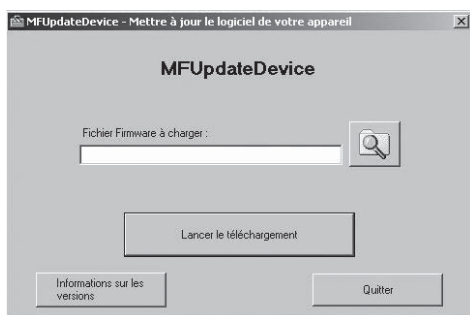 MFUpdateDevice - Mettre à jour le logiciel de votre appareil
MFUpdateDevice
Fichier Firmware à charger :
Lancer le téléchargement
Informations sur les
versions
Quitter